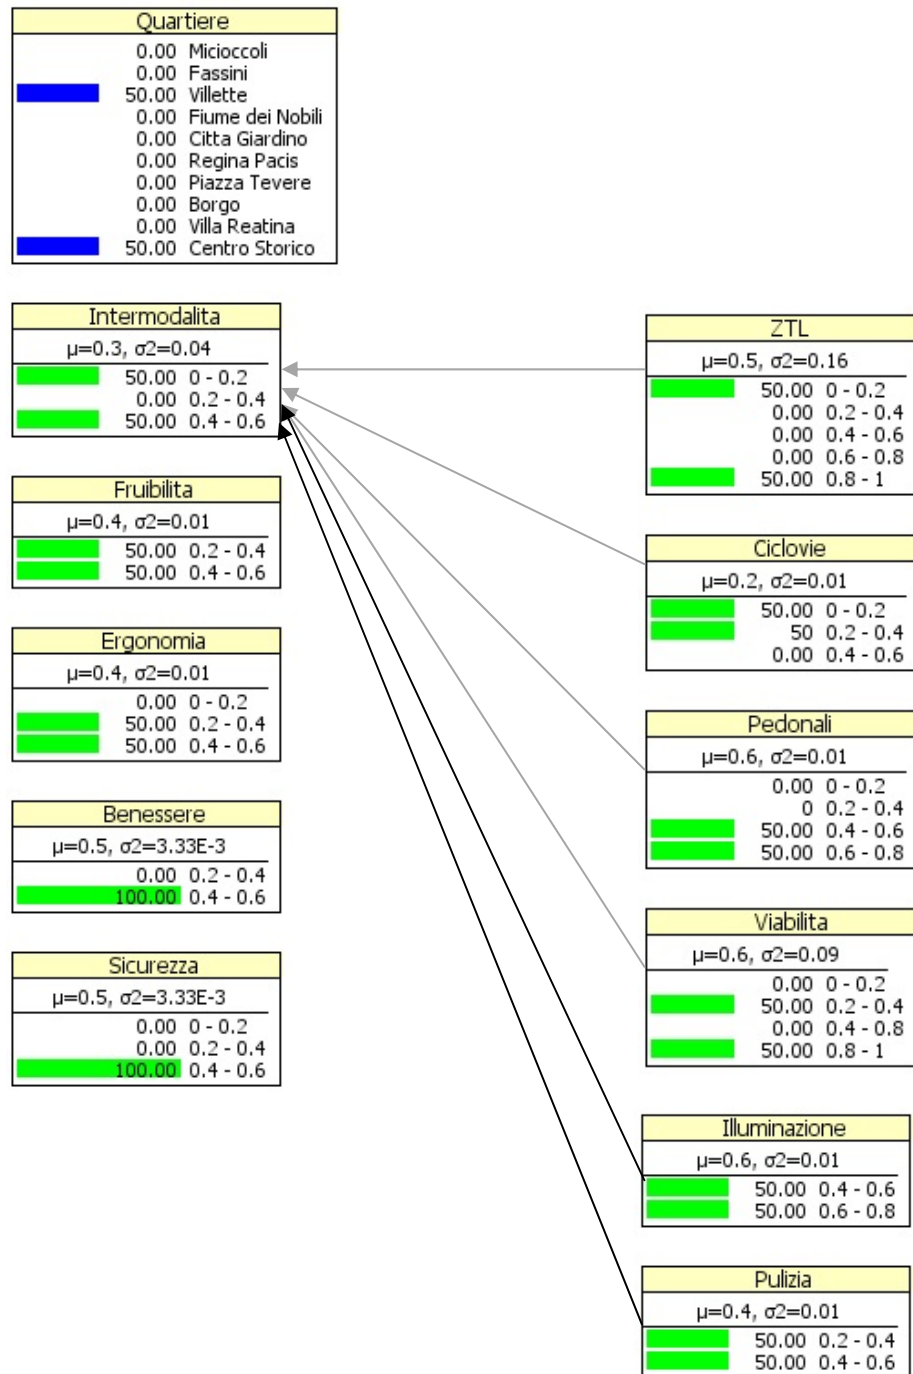 Quartiere
0.00 Micioccoli
0.00 Fassini
50.00 Villette
0.00 Fiume dei Nobili
0.00 Citta Giardino
0.00 Regina Pacis
0.00 Piazza Tevere
0.00 Borgo
0.00 Villa Reatina
50.00 Centro Storico
Intermodalita
μ=0.3, σ2=0.04
50.00 0 - 0.2
0.00 0.2 - 0.4
50.00 0.4 - 0.6
Fruibilita
μ=0.4, σ2=0.01
50.00 0.2 - 0.4
50.00 0.4 - 0.6
Ergonomia
μ=0.4, σ2=0.01
0.00 0 - 0.2
50.00 0.2 - 0.4
50.00 0.4 - 0.6
Benessere
μ=0.5, σ2=3.33E-3
0.00 0.2 - 0.4
100.00 0.4 - 0.6
Sicurezza
μ=0.5, σ2=3.33E-3
0.00 0 - 0.2
0.00 0.2 - 0.4
100.00 0.4 - 0.6
ZTL
μ=0.5, σ2=0.16
50.00 0 - 0.2
0.00 0.2 - 0.4
0.00 0.4 - 0.6
0.00 0.6 - 0.8
50.00 0.8 - 1
Ciclovie
μ=0.2, σ2=0.01
50.00 0 - 0.2
50 0.2 - 0.4
0.00 0.4 - 0.6
Pedonali
μ=0.6, σ2=0.01
0.00 0 - 0.2
0 0.2 - 0.4
50.00 0.4 - 0.6
50.00 0.6 - 0.8
Viabilita
μ=0.6, σ2=0.09
0.00 0 - 0.2
50.00 0.2 - 0.4
0.00 0.4 - 0.8
50.00 0.8 - 1
Illuminazione
μ=0.6, σ2=0.01
50.00 0.4 - 0.6
50.00 0.6 - 0.8
Pulizia
μ=0.4, σ2=0.01
50.00 0.2 - 0.4
50.00 0.4 - 0.6